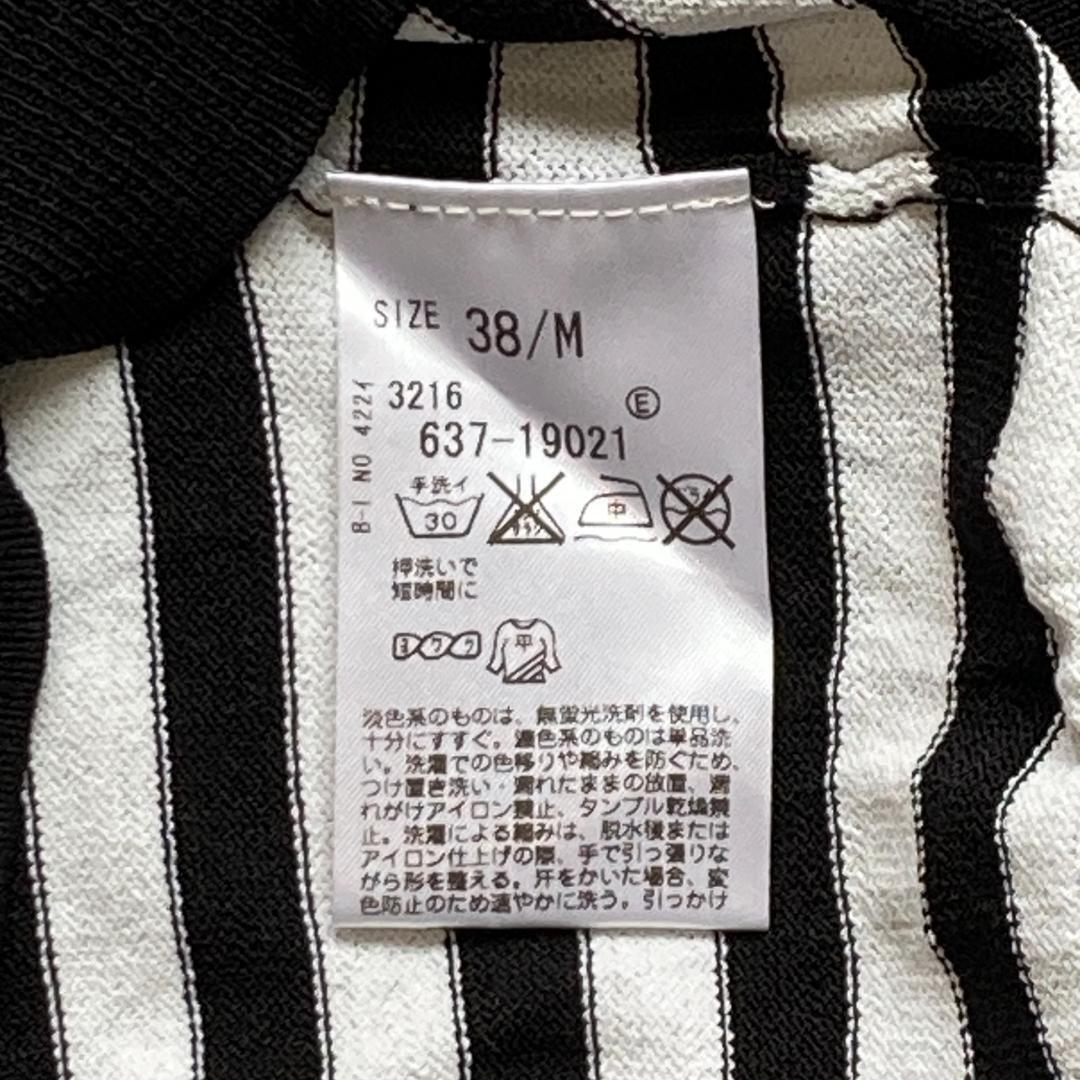 SIZE 38/M
B-I NO 4221
3216 E
637-19021
手洗イ
30
中
押洗いで
短時間に
ヨワク 平
淡色系のものは、無蛍光洗剤を使用し、
十分にすすぐ。濃色系のものは単品洗
い。洗濯での色移りや縮みを防ぐため、
つけ置き洗い・濡れたままの放置、濡
れがけアイロン禁止、タンブル乾燥禁
止。洗濯による縮みは、脱水後または
アイロン仕上げの際、手で引っ張りな
がら形を整える。汗をかいた場合、変
色防止のため速やかに洗う。引っかけ